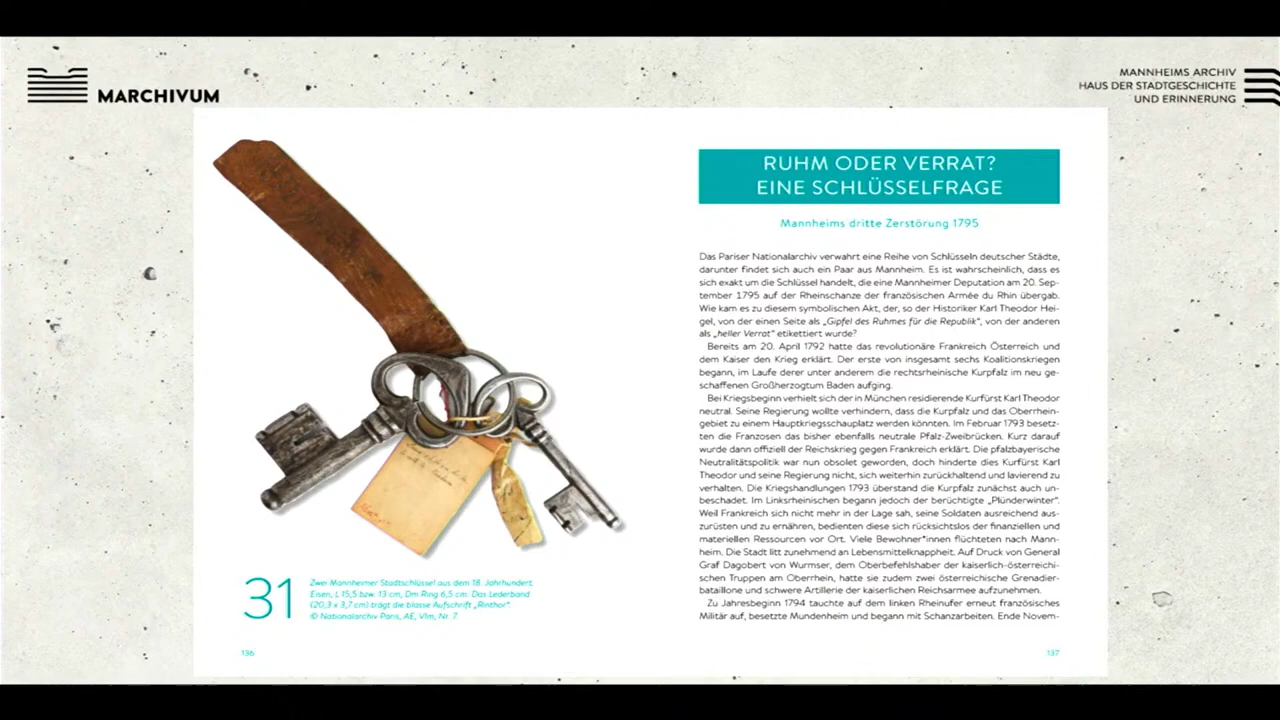 MARCHIVUM
MANNHEIMS ARCHIV
HAUS DER STADTGESCHICHTE
UND ERINNERUNG
31
Zwei Mannheimer Stadtschlüssel aus dem 18. Jahrhundert.
Eisen, L 15,5 bzw. 13 cm, Dm Ring 6,5 cm. Das Lederband
(20,3 x 3,7 cm) trägt die blasse Aufschrift „Rinthor“.
© Nationalarchiv Paris, AE, VIm, Nr. 7.
136
RUHM ODER VERRAT?
EINE SCHLÜSSELFRAGE
Mannheims dritte Zerstörung 1795
Das Pariser Nationalarchiv verwahrt eine Reihe von Schlüsseln deutscher Städte,
darunter findet sich auch ein Paar aus Mannheim. Es ist wahrscheinlich, dass es
sich exakt um die Schlüssel handelt, die eine Mannheimer Deputation am 20. Sep-
tember 1795 auf der Rheinschanze der französischen Armée du Rhin übergab.
Wie kam es zu diesem symbolischen Akt, der, so der Historiker Karl Theodor Hei-
gel, von der einen Seite als „Gipfel des Ruhmes für die Republik“, von der anderen
als „heller Verrat“ etikettiert wurde?
Bereits am 20. April 1792 hatte das revolutionäre Frankreich Österreich und
dem Kaiser den Krieg erklärt. Der erste von insgesamt sechs Koalitionskriegen
begann, im Laufe derer unter anderem die rechtsrheinische Kurpfalz im neu ge-
schaffenen Großherzogtum Baden aufging.
Bei Kriegsbeginn verhielt sich der in München residierende Kurfürst Karl Theodor
neutral. Seine Regierung wollte verhindern, dass die Kurpfalz und das Oberrhein-
gebiet zu einem Hauptkriegsschauplatz werden könnten. Im Februar 1793 besetz-
ten die Franzosen das bisher ebenfalls neutrale Pfalz-Zweibrücken. Kurz darauf
wurde dann offiziell der Reichskrieg gegen Frankreich erklärt. Die pfalzbayerische
Neutralitätspolitik war nun obsolet geworden, doch hinderte dies Kurfürst Karl
Theodor und seine Regierung nicht, sich weiterhin zurückhaltend und lavierend zu
verhalten. Die Kriegshandlungen 1793 überstand die Kurpfalz zunächst auch un-
beschadet. Im Linksrheinischen begann jedoch der berüchtigte „Plünderwinter“.
Weil Frankreich sich nicht mehr in der Lage sah, seine Soldaten ausreichend aus-
zurüsten und zu ernähren, bedienten diese sich rücksichtslos der finanziellen und
materiellen Ressourcen vor Ort. Viele Bewohner*innen flüchteten nach Mann-
heim. Die Stadt litt zunehmend an Lebensmittelknappheit. Auf Druck von General
Graf Dagobert von Wurmser, dem Oberbefehlshaber der kaiserlich-österreichi-
schen Truppen am Oberrhein, hatte sie zudem zwei österreichische Grenadier-
bataillone und schwere Artillerie der kaiserlichen Reichsarmee aufzunehmen.
Zu Jahresbeginn 1794 tauchte auf dem linken Rheinufer erneut französisches
Militär auf, besetzte Mundenheim und begann mit Schanzarbeiten. Ende Novem-
137